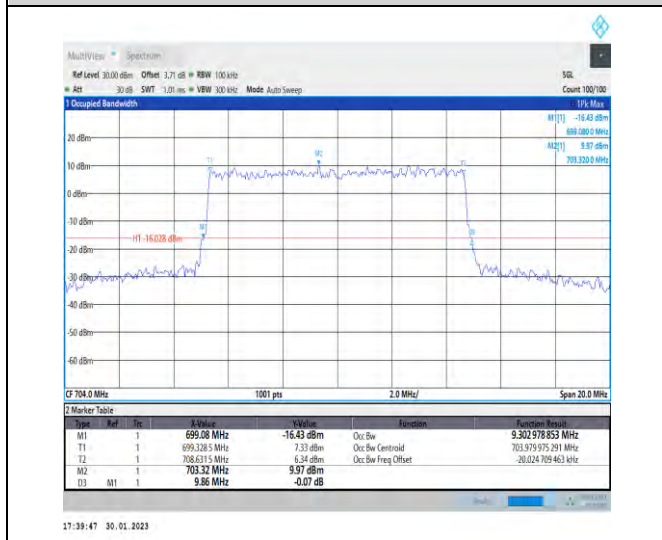 MultiView Spectrum
Ref Level 30.00 dBm Offset 3.71 dB RBW 100 kHz SGL
Att 30 dB SWT 1.01 ms VBW 300 kHz Mode Auto Sweep Count 100/100
1 Occupied Bandwidth 1Pk Max
M1[1] -16.43 dBm
699.080 0 MHz
M2[1] 9.97 dBm
703.320 0 MHz
20 dBm
10 dBm
T1 M2 T2
0 dBm
-10 dBm
M1 D3
H1 -16.028 dBm
-20 dBm
-30 dBm
-40 dBm
-50 dBm
-60 dBm
CF 704.0 MHz 1001 pts 2.0 MHz/ Span 20.0 MHz
2 Marker Table
Type Ref Trc X-Value Y-Value Function Function Result
M1 1 699.08 MHz -16.43 dBm Occ Bw 9.302 978 853 MHz
T1 1 699.328 5 MHz 7.33 dBm Occ Bw Centroid 703.979 975 291 MHz
T2 1 708.631 5 MHz 6.34 dBm Occ Bw Freq Offset -20.024 709 463 kHz
M2 1 703.32 MHz 9.97 dBm
D3 M1 1 9.86 MHz -0.07 dB
17:39:47 30.01.2023